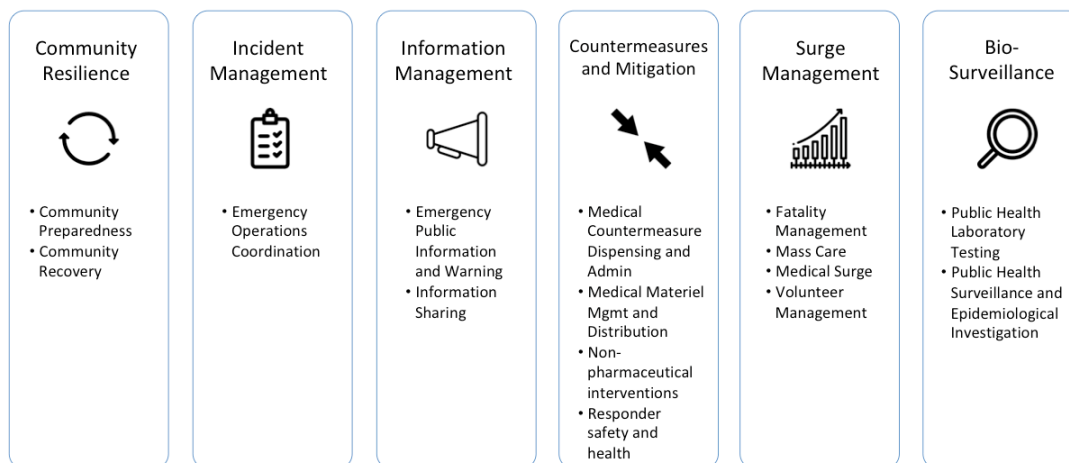 Community
Resilience
• Community
Preparedness
• Community
Recovery
Incident
Management
• Emergency
Operations
Coordination
Information
Management
• Emergency
Public
Information
and Warning
• Information
Sharing
Countermeasures
and Mitigation
• Medical
Countermeasure
Dispensing and
Admin
• Medical Materiel
Mgmt and
Distribution
• Non-
pharmaceutical
interventions
• Responder
safety and
health
Surge
Management
• Fatality
Management
• Mass Care
• Medical Surge
• Volunteer
Management
Bio-
Surveillance
• Public Health
Laboratory
Testing
• Public Health
Surveillance and
Epidemiological
Investigation